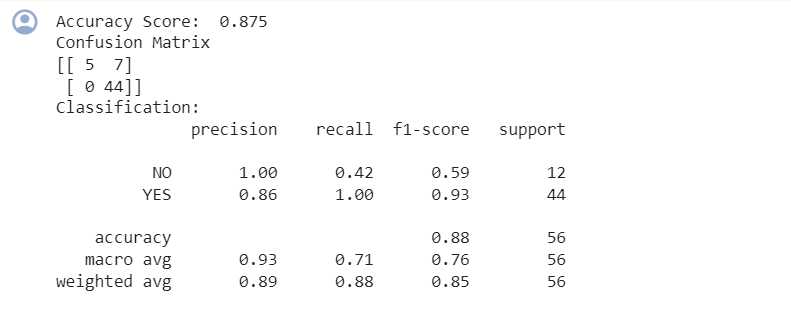 Accuracy Score:  0.875
Confusion Matrix
[[ 5  7]
 [ 0 44]]
Classification:
              precision    recall  f1-score   support

          NO       1.00      0.42      0.59        12
         YES       0.86      1.00      0.93        44

    accuracy                           0.88        56
   macro avg       0.93      0.71      0.76        56
weighted avg       0.89      0.88      0.85        56